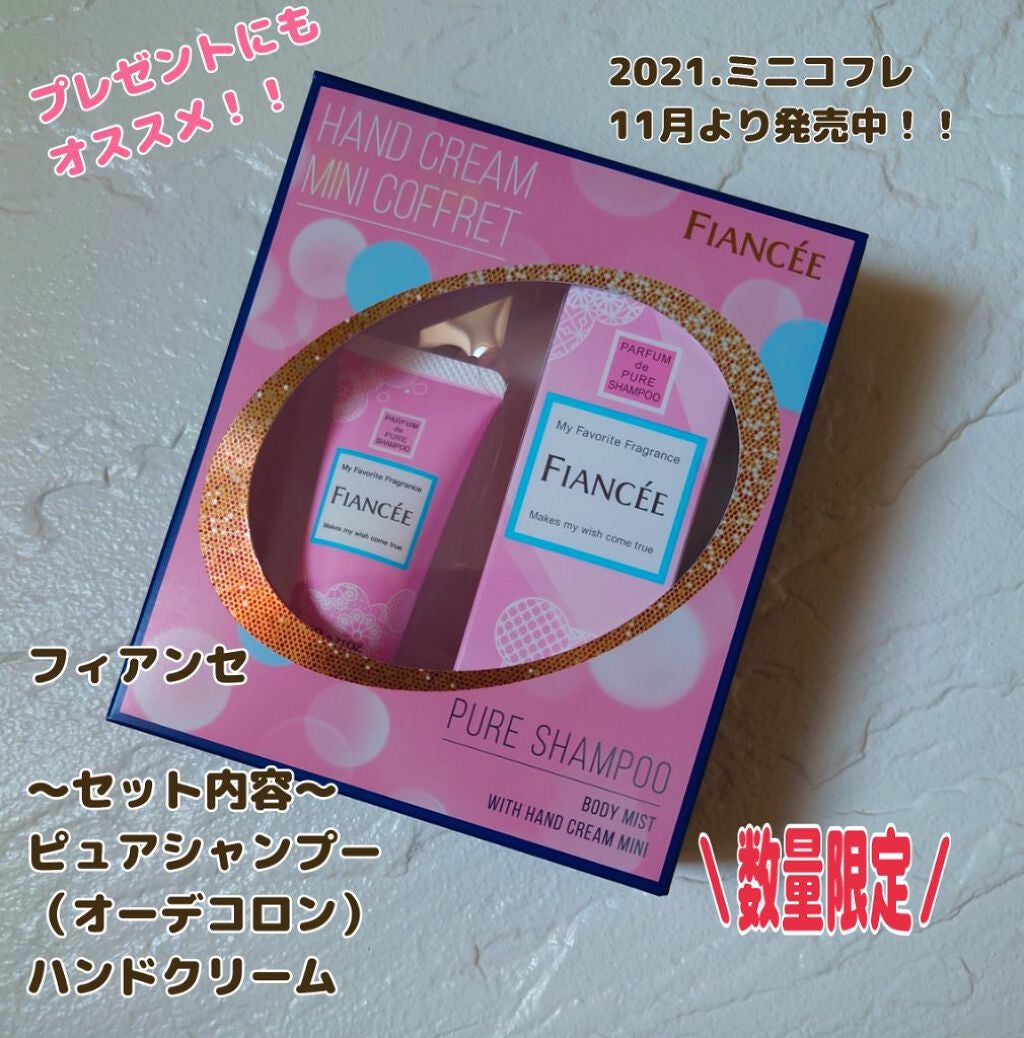 プレゼントにも
オススメ！！
2021.ミニコフレ
11月より発売中！！
HAND CREAM
MINI COFFRET
FIANCÉE
PARFUM
de
PURE
SHAMPOO
My Favorite Fragrance
FIANCÉE
Makes my wish come true
PARFUM
de
PURE
SHAMPOO
My Favorite Fragrance
FIANCÉE
Makes my wish come true
PURE SHAMPOO
BODY MIST
WITH HAND CREAM MINI
フィアンセ
～セット内容～
ピュアシャンプー
（オーデコロン）
ハンドクリーム
\ 数量限定 /